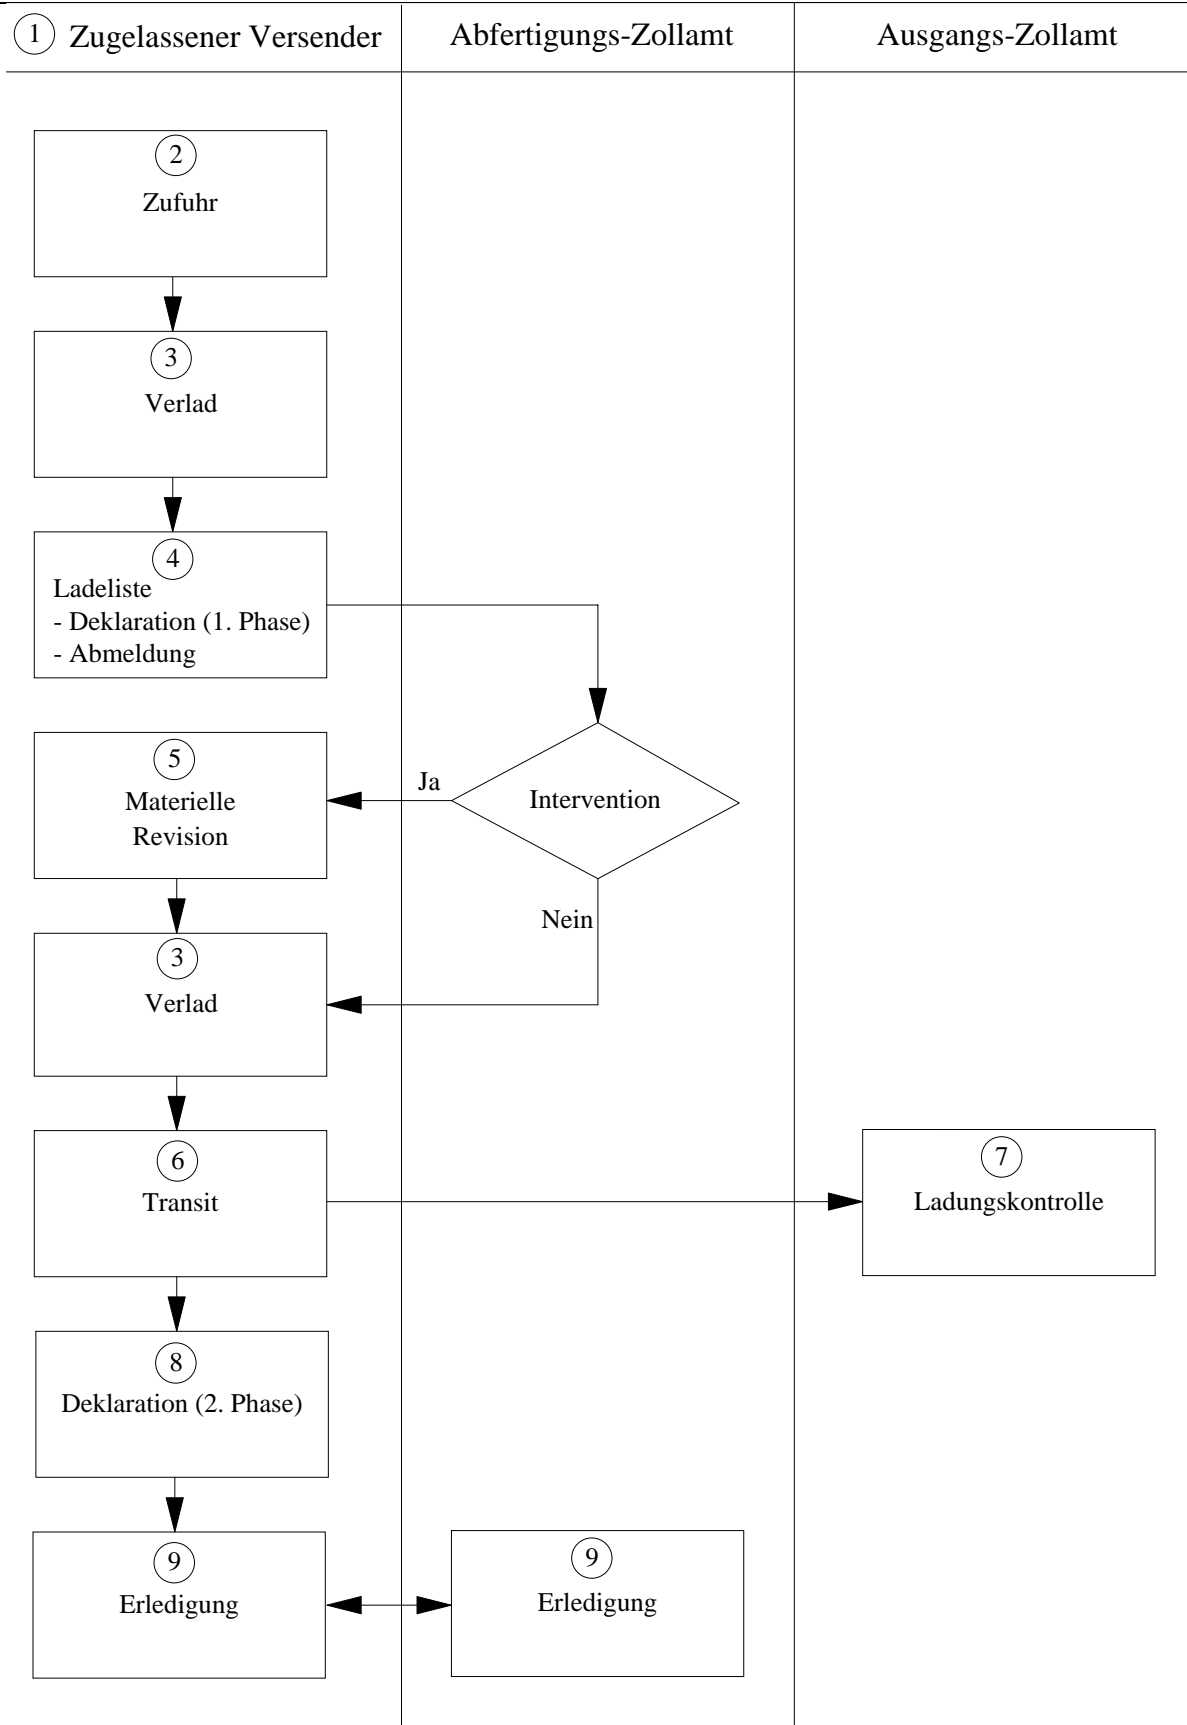 1 Zugelassener Versender
Abfertigungs-Zollamt
Ausgangs-Zollamt
2
Zufuhr
3
Verlad
4
Ladeliste
- Deklaration (1. Phase)
- Abmeldung
5
Materielle
Revision
Ja
Intervention
Nein
3
Verlad
6
Transit
7
Ladungskontrolle
8
Deklaration (2. Phase)
9
Erledigung
9
Erledigung